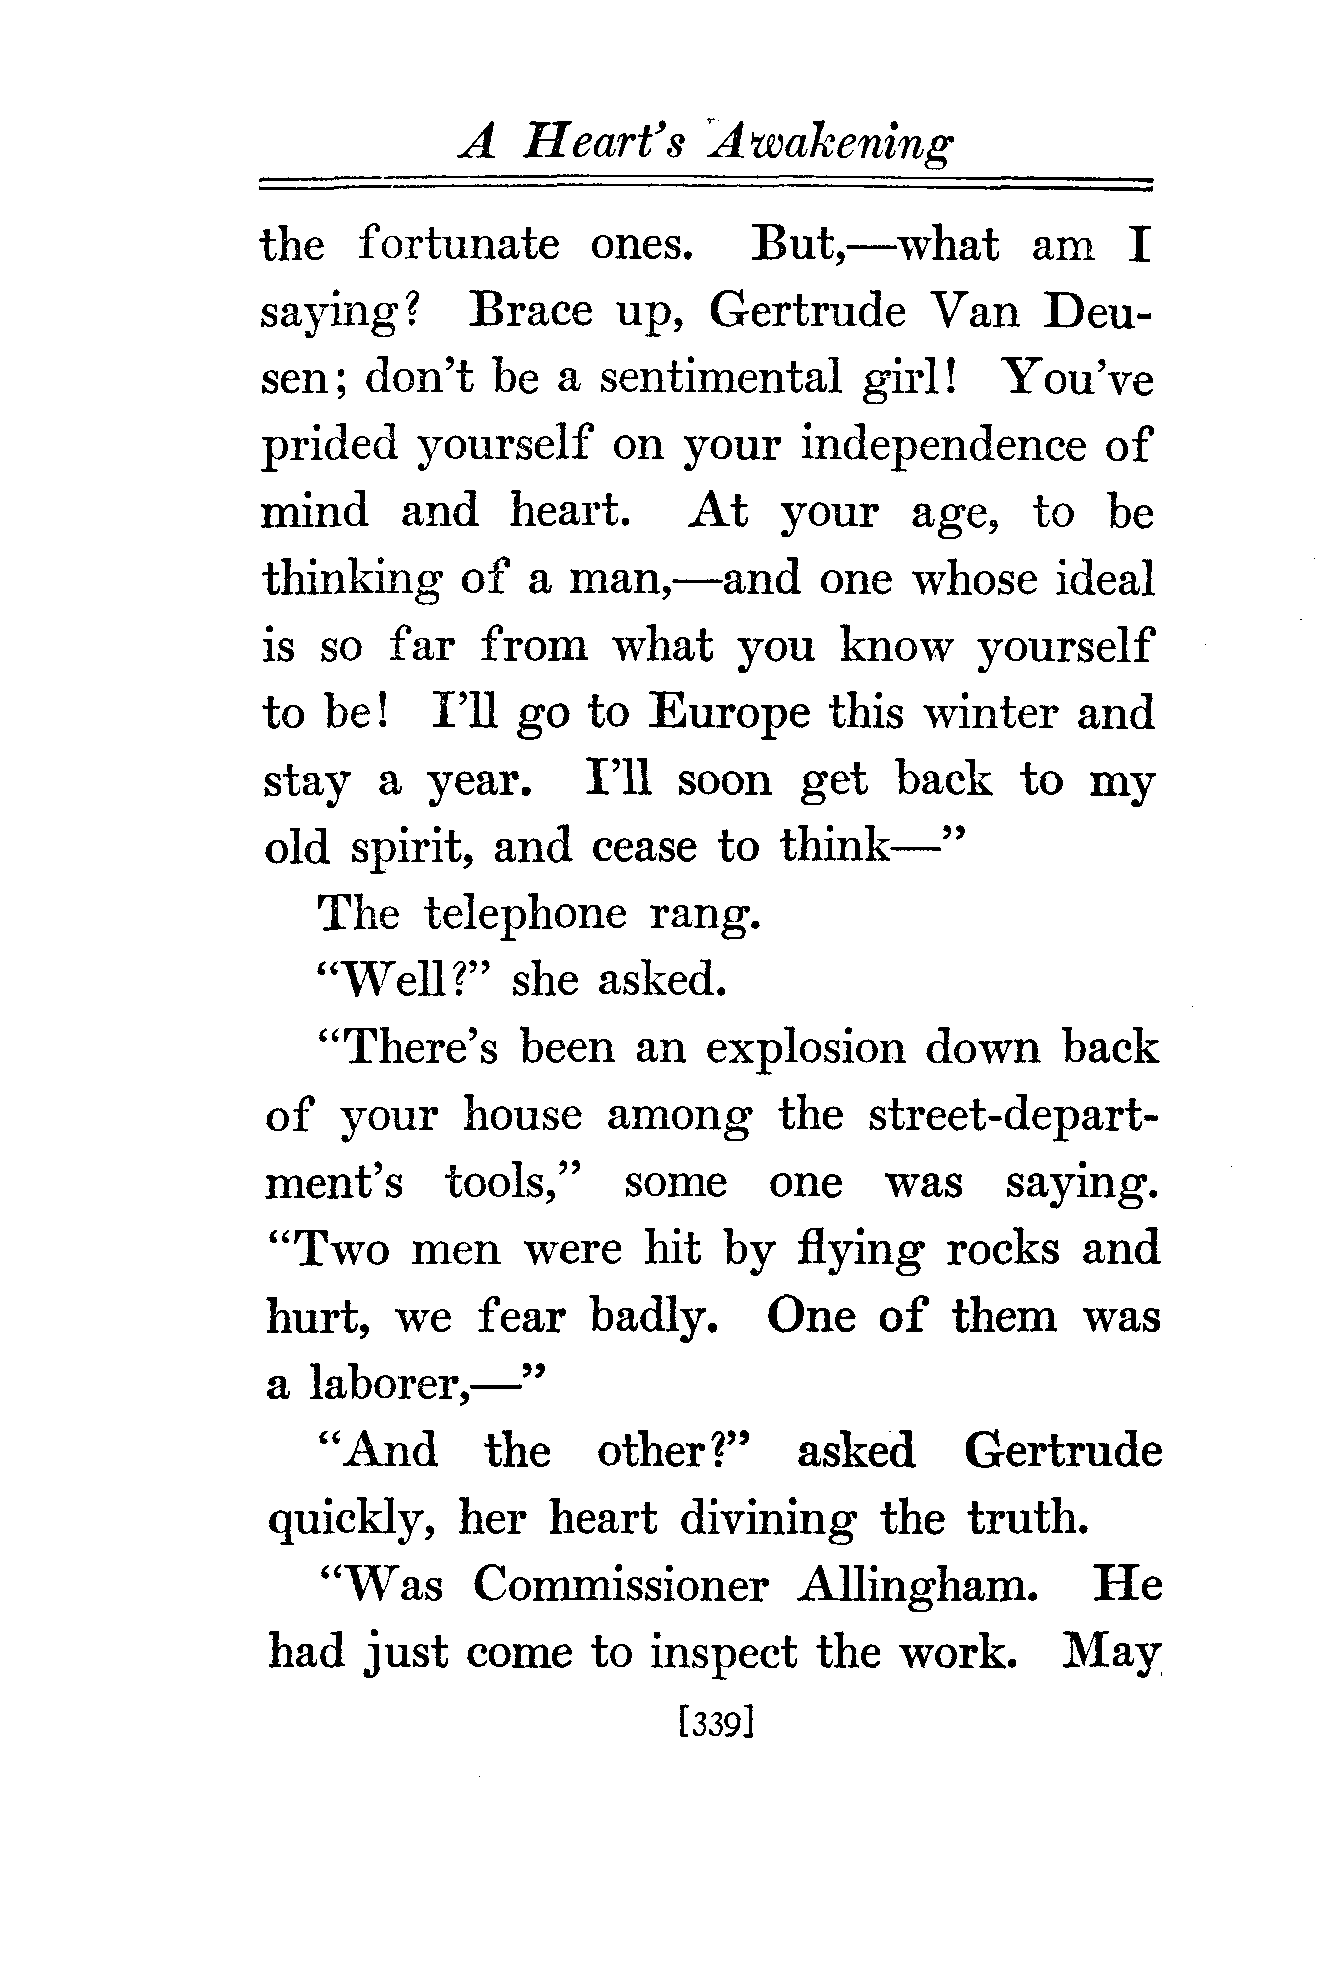 A Heart's Awakening
the fortunate ones. But,—what am I
saying? Brace up, Gertrude Van Deu-
sen; don't be a sentimental girl! You've
prided yourself on your independence of
mind and heart. At your age, to be
thinking of a man,—and one whose ideal
is so far from what you know yourself
to be! I'll go to Europe this winter and
stay a year. I'll soon get back to my
old spirit, and cease to think—"
The telephone rang.
"Well?" she asked.
"There's been an explosion down back
of your house among the street-depart-
ment's tools," some one was saying.
"Two men were hit by flying rocks and
hurt, we fear badly. One of them was
a laborer,—"
"And the other?" asked Gertrude
quickly, her heart divining the truth.
"Was Commissioner Allingham. He
had just come to inspect the work. May
[339]